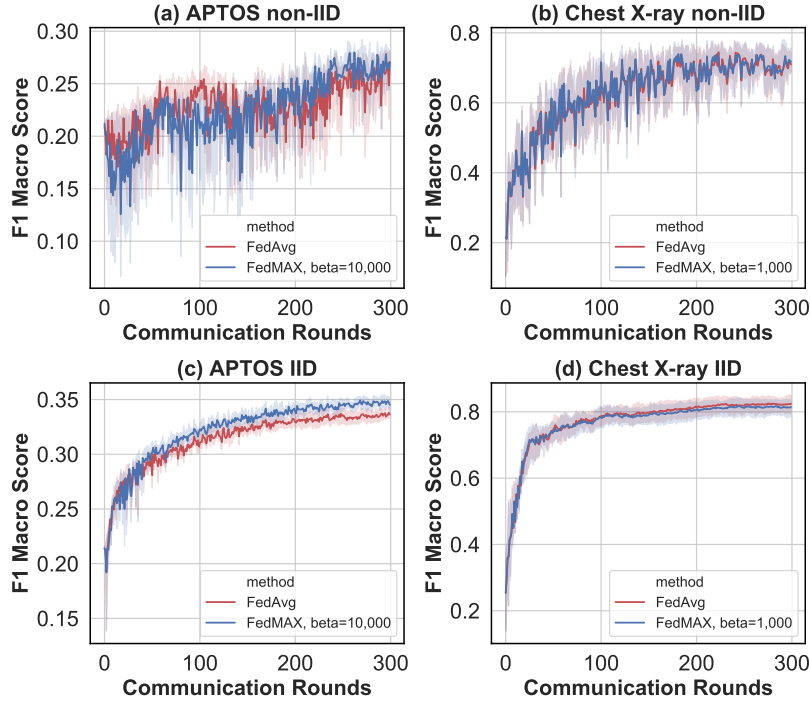 (a) APTOS non-IID
F1 Macro Score
0.30
0.25
0.20
0.15
0.10
method
FedAvg
FedMAX, beta=10,000
0
100
200
300
Communication Rounds
(b) Chest X-ray non-IID
F1 Macro Score
0.8
0.6
0.4
0.2
method
FedAvg
FedMAX, beta=1,000
0
100
200
300
Communication Rounds
(c) APTOS IID
F1 Macro Score
0.35
0.30
0.25
0.20
0.15
method
FedAvg
FedMAX, beta=10,000
0
100
200
300
Communication Rounds
(d) Chest X-ray IID
F1 Macro Score
0.8
0.6
0.4
0.2
method
FedAvg
FedMAX, beta=1,000
0
100
200
300
Communication Rounds